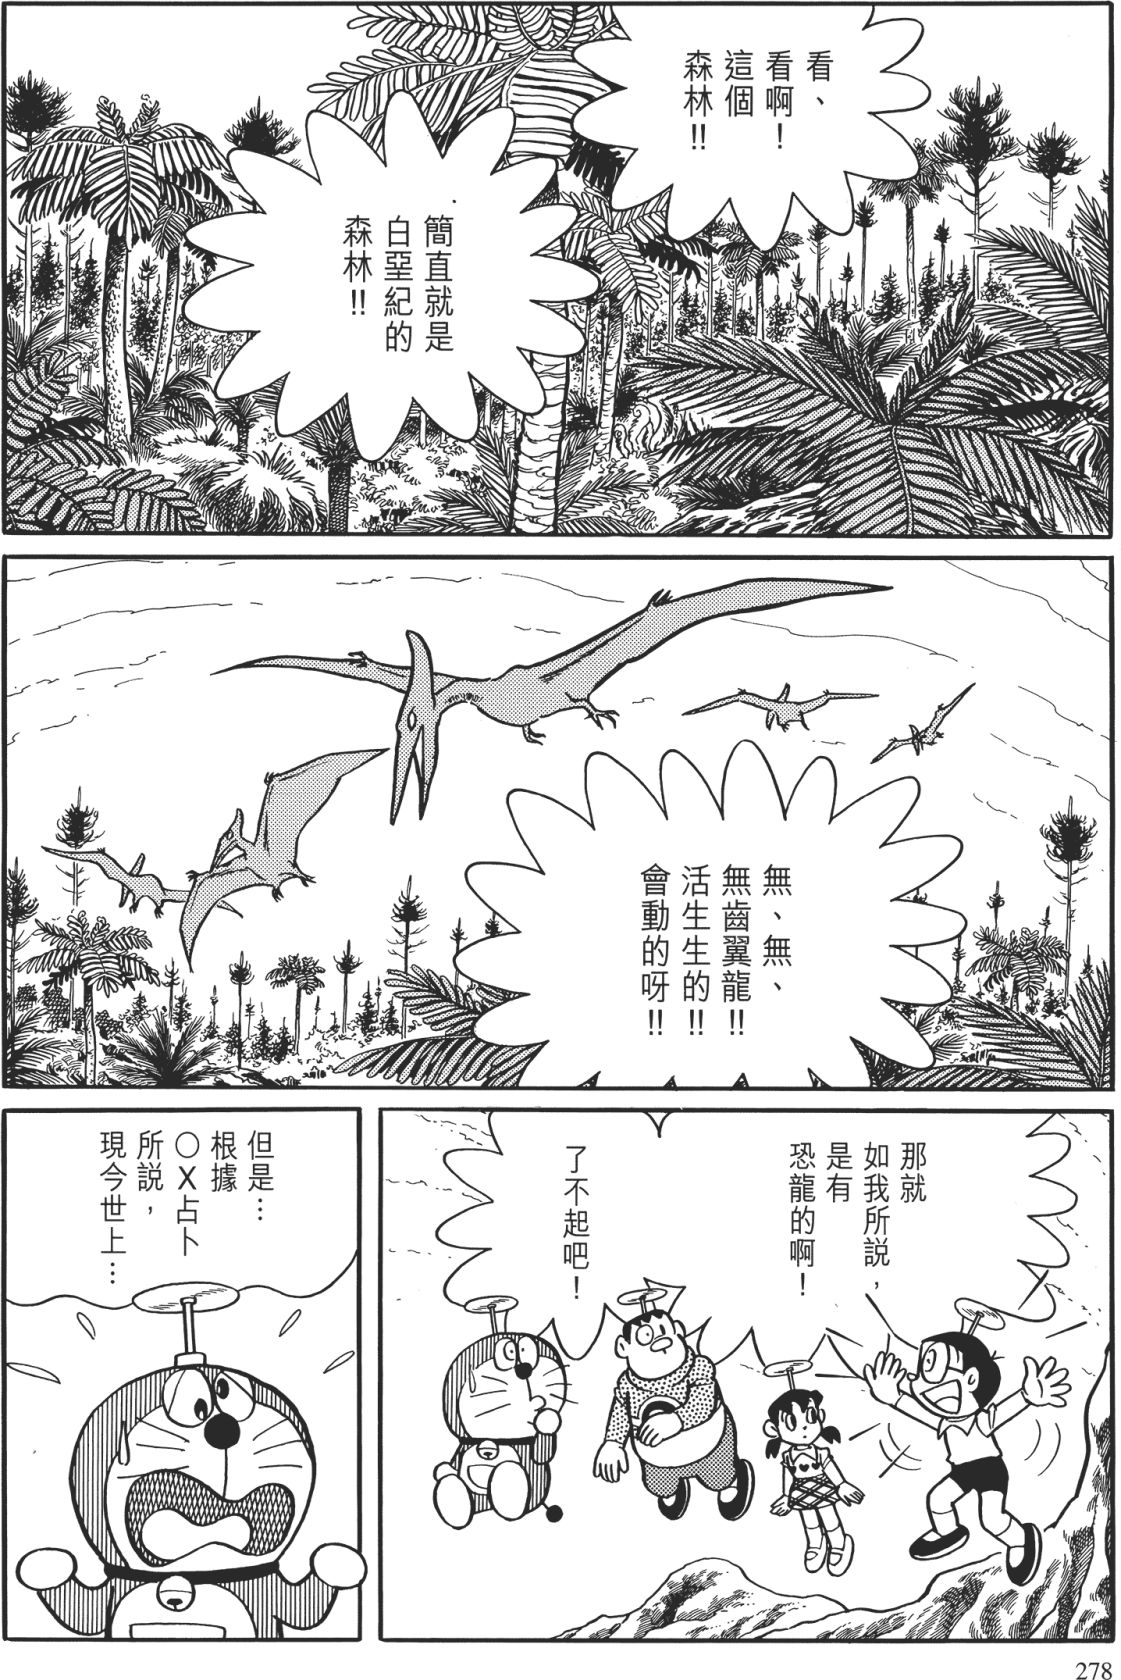 看、
看啊！
這個
森林!!
簡直就是
白堊紀的
森林!!
無、無、
無齒翼龍!!
活生生的!!
會動的呀!!
那就
如我所説，
是有
恐龍的啊！
了不起吧！
但是…
根據
○X占卜
所説，
現今世上…
278